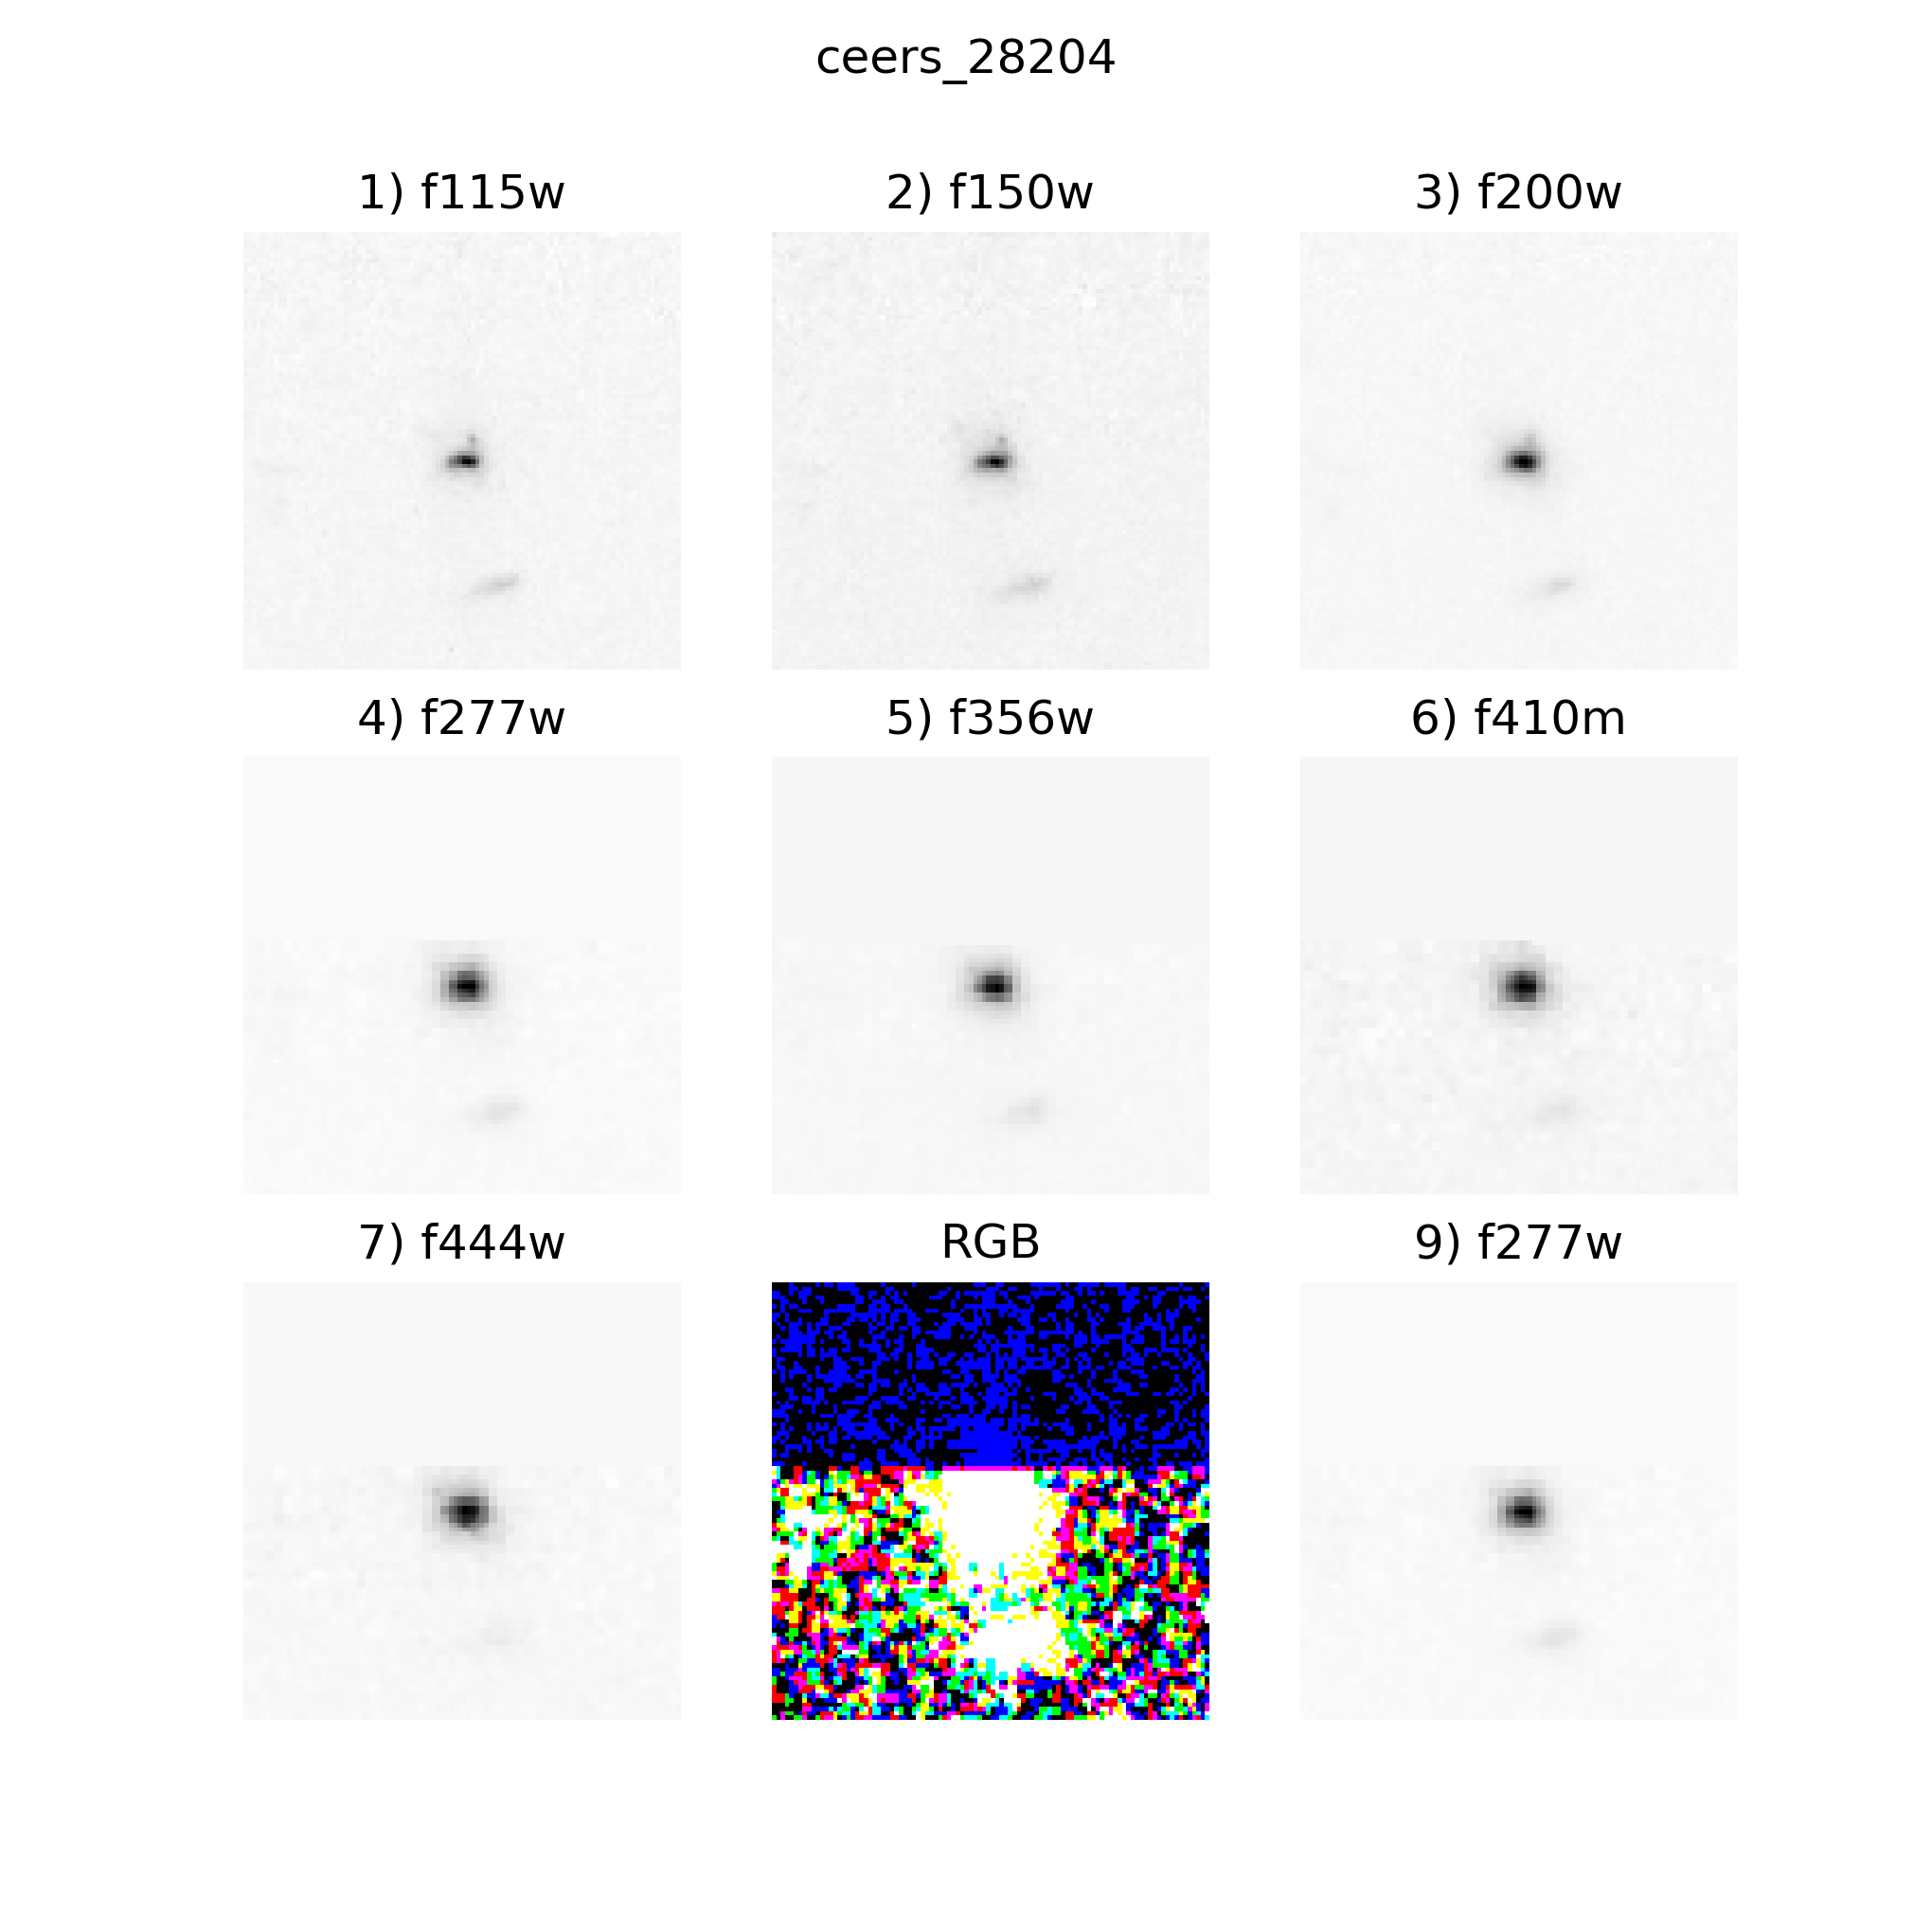 ceers_28204
1) f115w
2) f150w
3) f200w
4) f277w
5) f356w
6) f410m
7) f444w
RGB
9) f277w